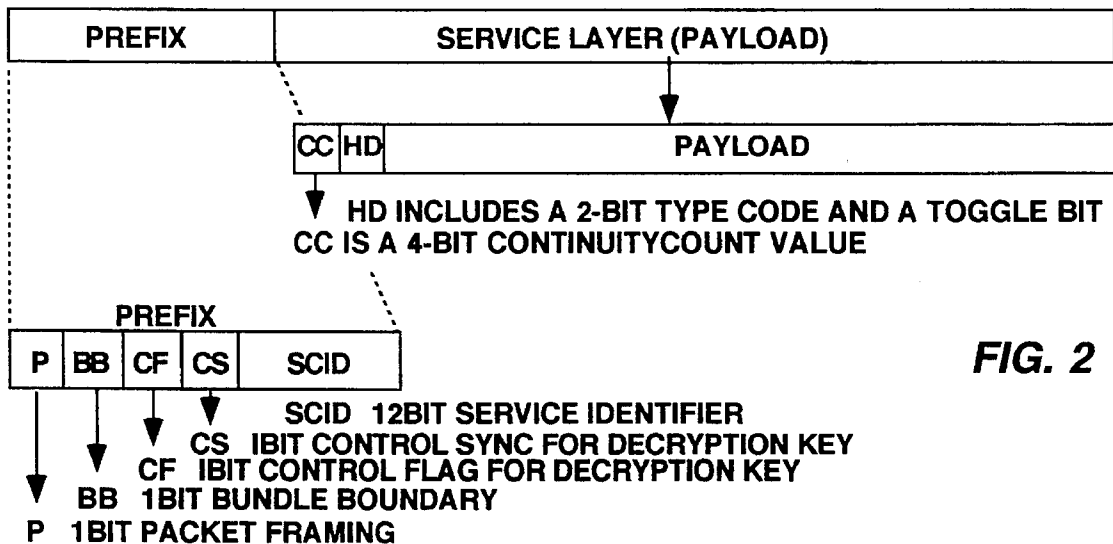 PREFIX SERVICE LAYER (PAYLOAD)
CC HD PAYLOAD
HD INCLUDES A 2-BIT TYPE CODE AND A TOGGLE BIT
CC IS A 4-BIT CONTINUITYCOUNT VALUE
PREFIX
P BB CF CS SCID
FIG. 2
SCID 12BIT SERVICE IDENTIFIER
CS IBIT CONTROL SYNC FOR DECRYPTION KEY
CF IBIT CONTROL FLAG FOR DECRYPTION KEY
BB 1BIT BUNDLE BOUNDARY
P 1BIT PACKET FRAMING